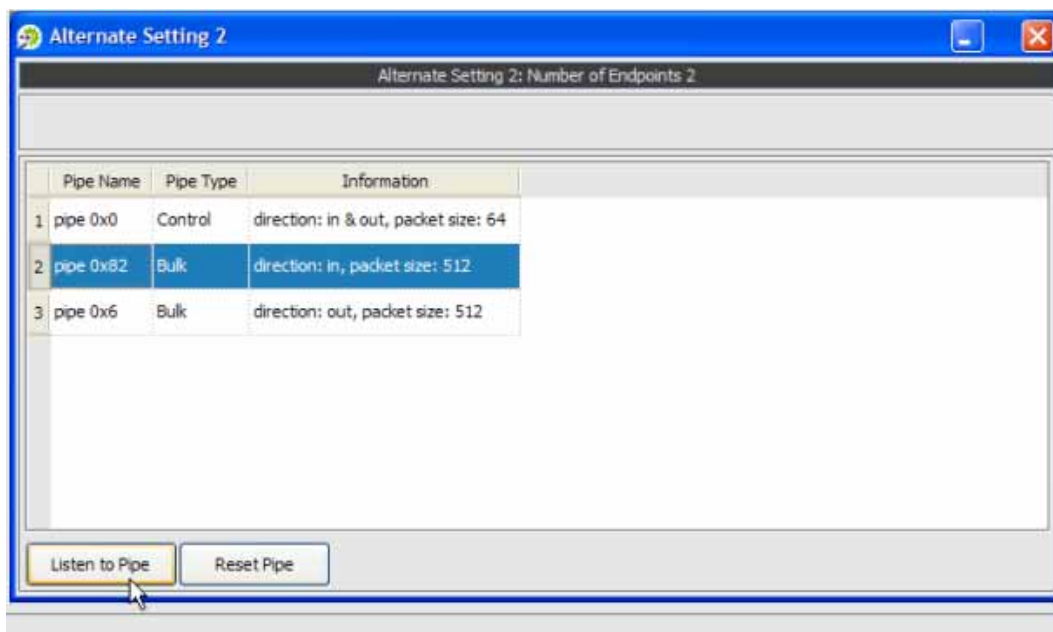 Alternate Setting 2
Alternate Setting 2: Number of Endpoints 2
Pipe Name Pipe Type Information
1 pipe 0x0 Control direction: in & out, packet size: 64
2 pipe 0x82 Bulk direction: in, packet size: 512
3 pipe 0x6 Bulk direction: out, packet size: 512
Listen to Pipe Reset Pipe